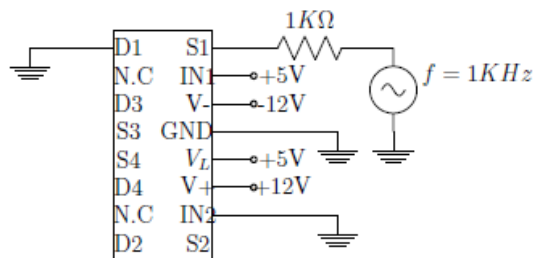 1KΩ
D1 S1
f = 1KHz
N.C IN1 +5V
D3 V- -12V
S3 GND
S4 V_L +5V
D4 V+ +12V
N.C IN2
D2 S2